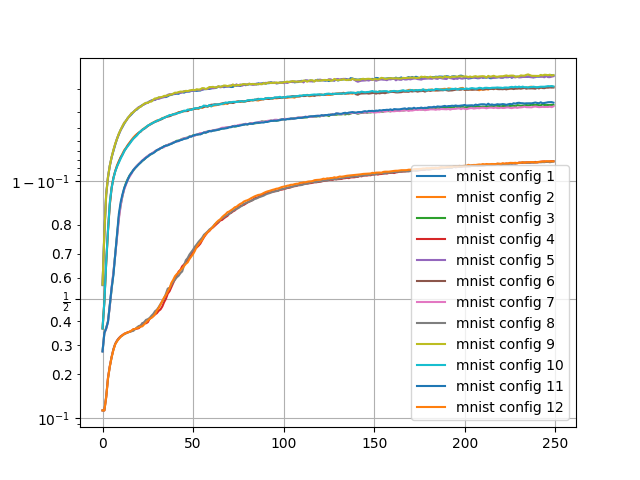 1 − 10⁻¹
0.8
0.7
0.6
1/2
0.4
0.3
0.2
10⁻¹
0 50 100 150 200 250
mnist config 1
mnist config 2
mnist config 3
mnist config 4
mnist config 5
mnist config 6
mnist config 7
mnist config 8
mnist config 9
mnist config 10
mnist config 11
mnist config 12